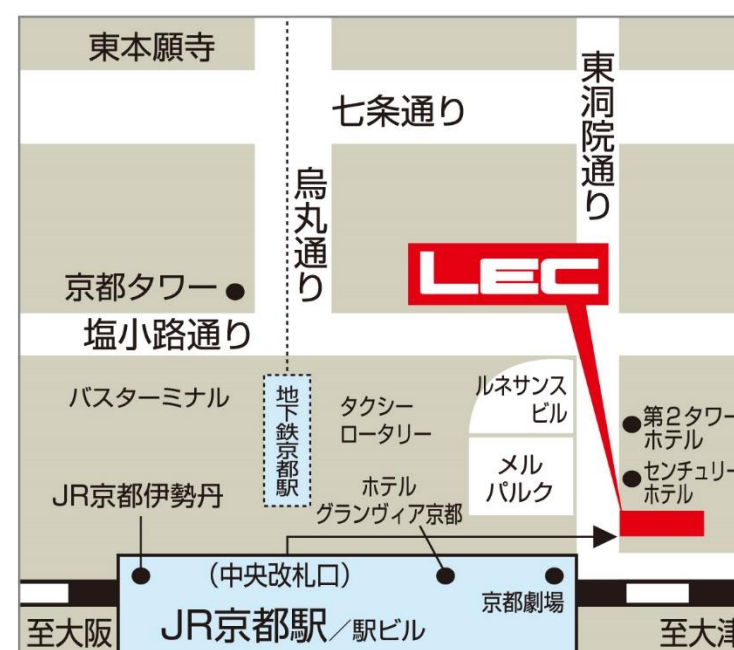 東本願寺
七条通り
東洞院通り
烏丸通り
LEC
京都タワー
塩小路通り
バスターミナル
地下鉄京都駅
タクシー
ロータリー
ルネサンス
ビル
第2タワー
ホテル
メル
パルク
センチュリー
ホテル
JR京都伊勢丹
ホテル
グランヴィア京都
(中央改札口)
京都劇場
JR京都駅/駅ビル
至大阪
至大津